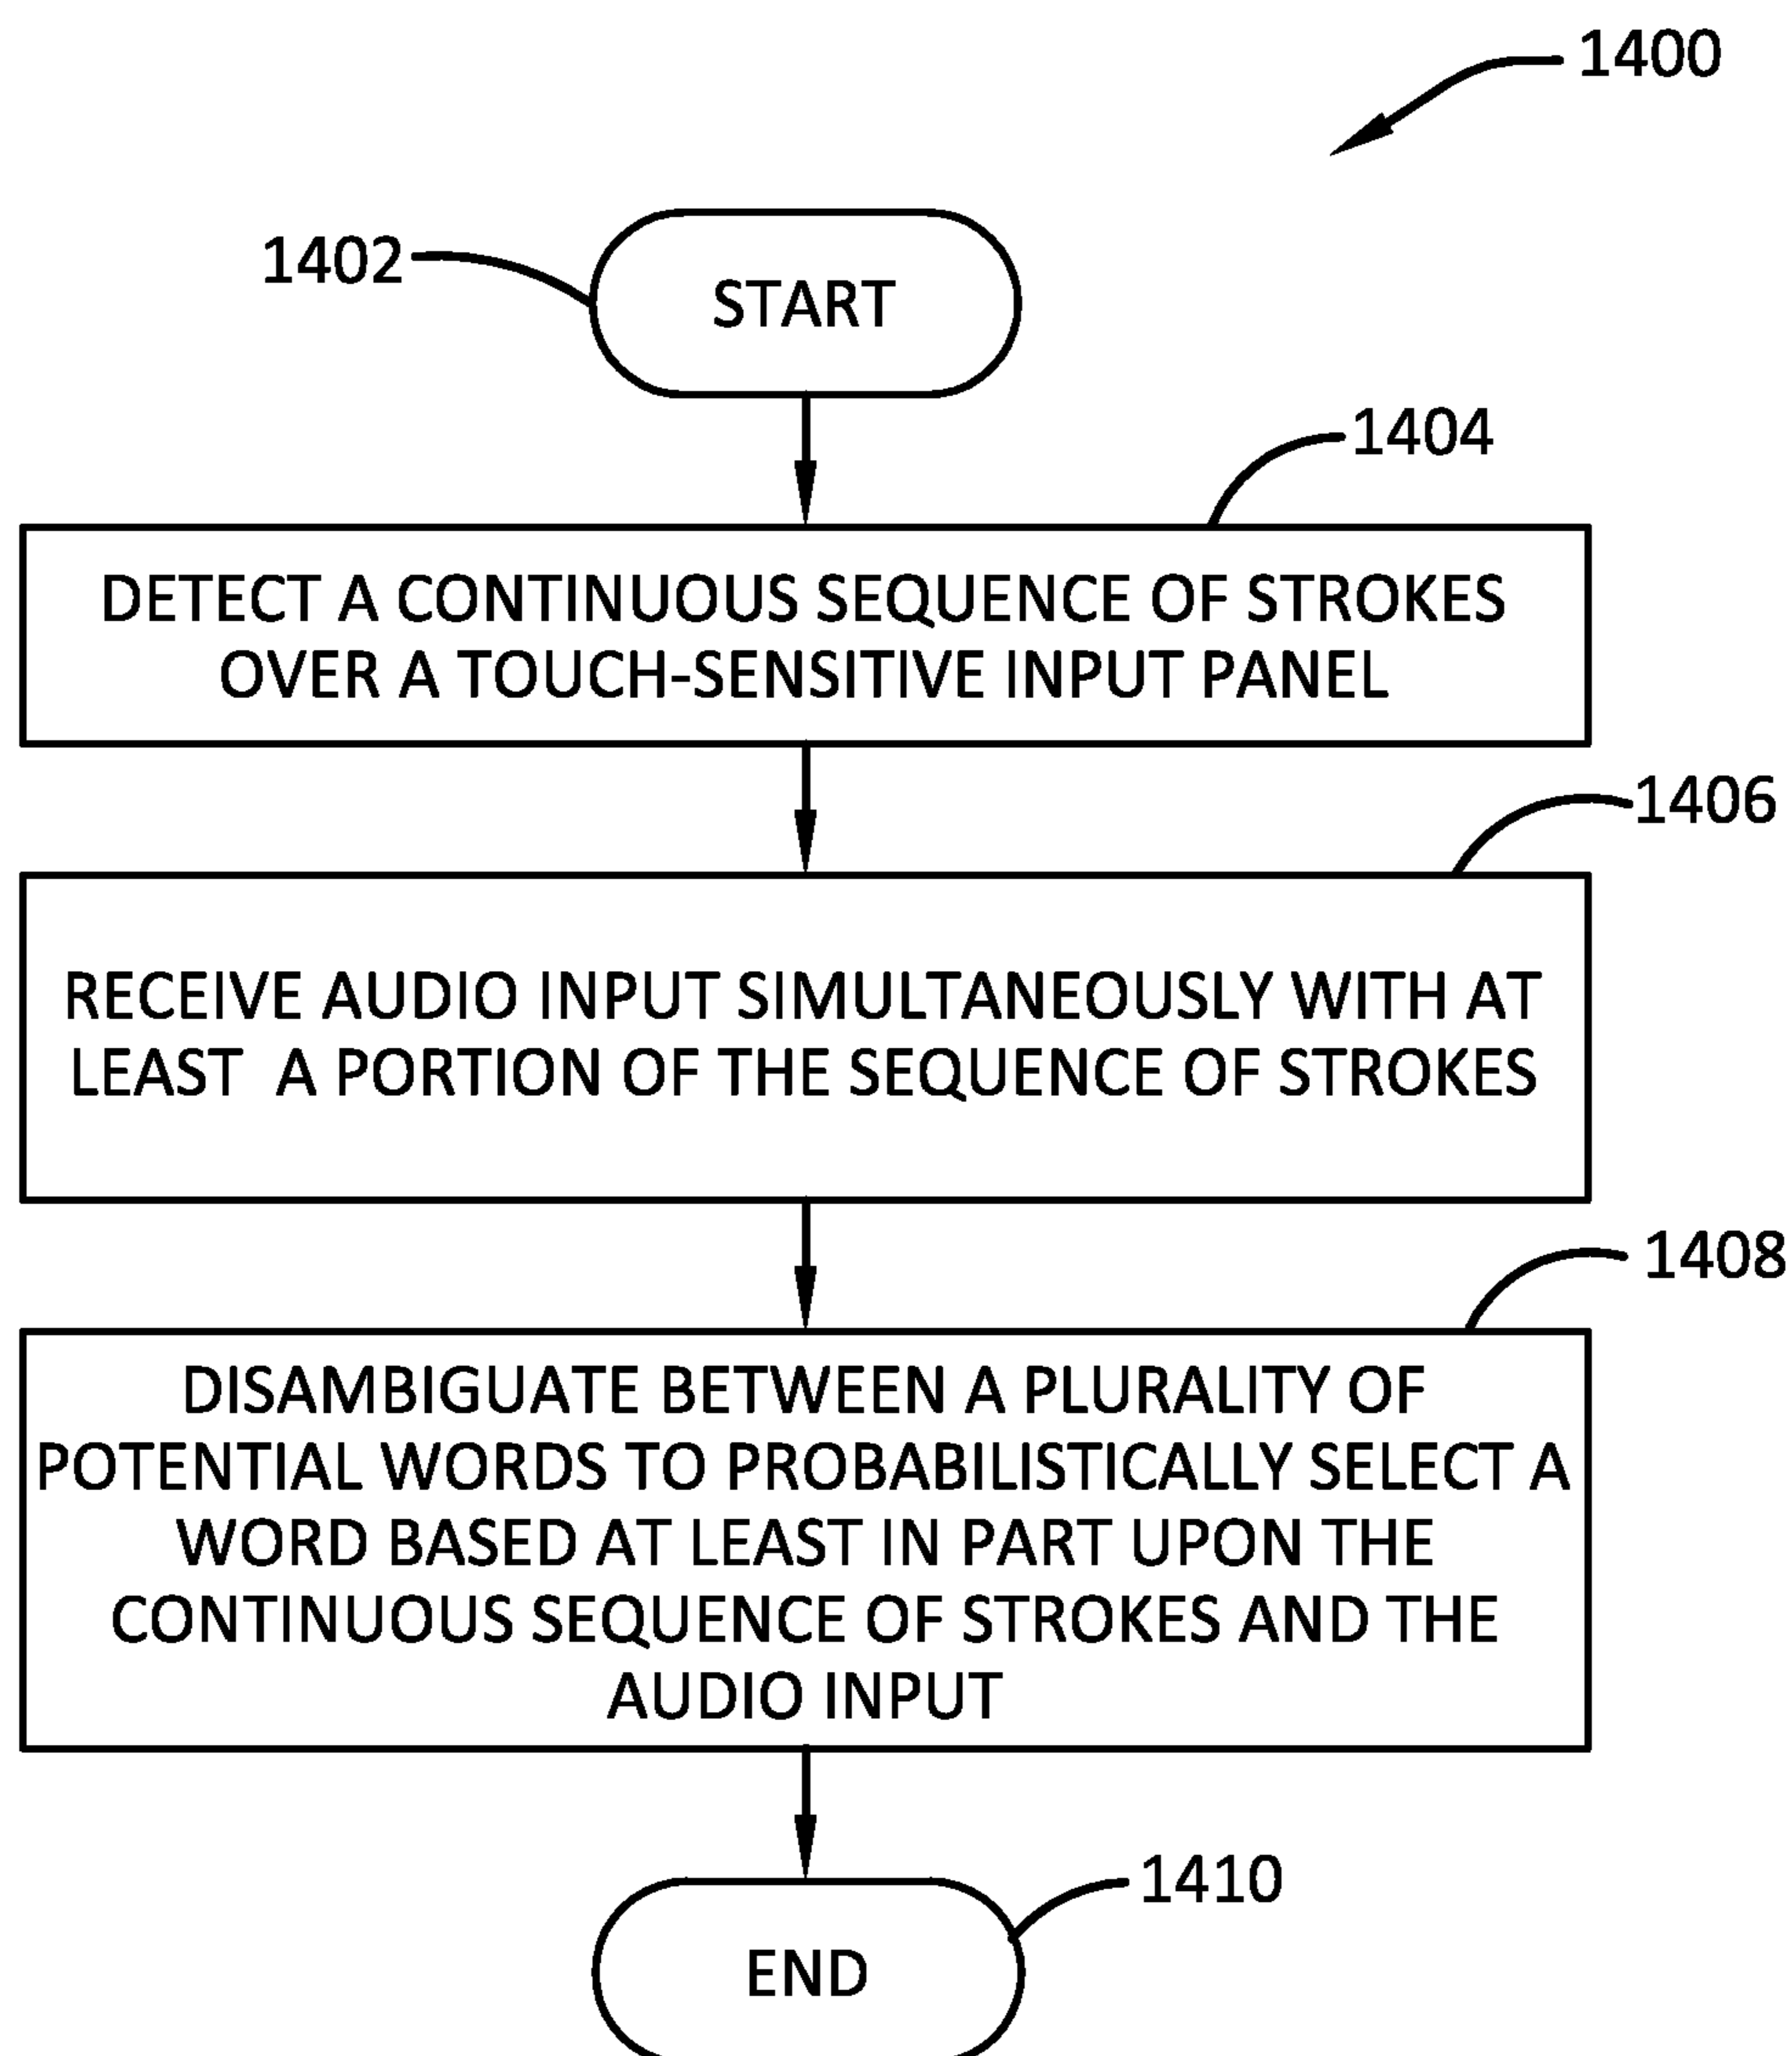 1400
1402
START
1404
DETECT A CONTINUOUS SEQUENCE OF STROKES
OVER A TOUCH-SENSITIVE INPUT PANEL
1406
RECEIVE AUDIO INPUT SIMULTANEOUSLY WITH AT
LEAST A PORTION OF THE SEQUENCE OF STROKES
1408
DISAMBIGUATE BETWEEN A PLURALITY OF
POTENTIAL WORDS TO PROBABILISTICALLY SELECT A
WORD BASED AT LEAST IN PART UPON THE
CONTINUOUS SEQUENCE OF STROKES AND THE
AUDIO INPUT
1410
END